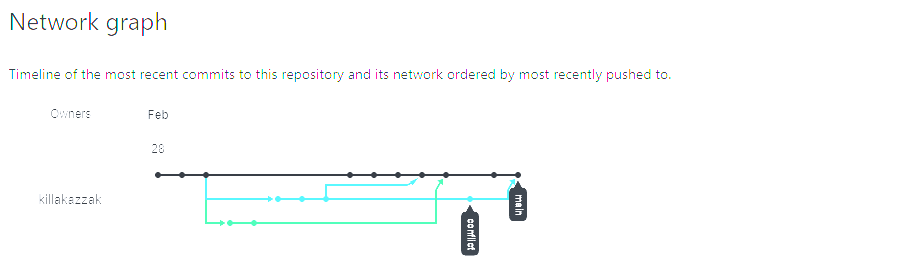 Network graph
Timeline of the most recent commits to this repository and its network ordered by most recently pushed to.
Owners
Feb
28
killakazzak
main
conflict